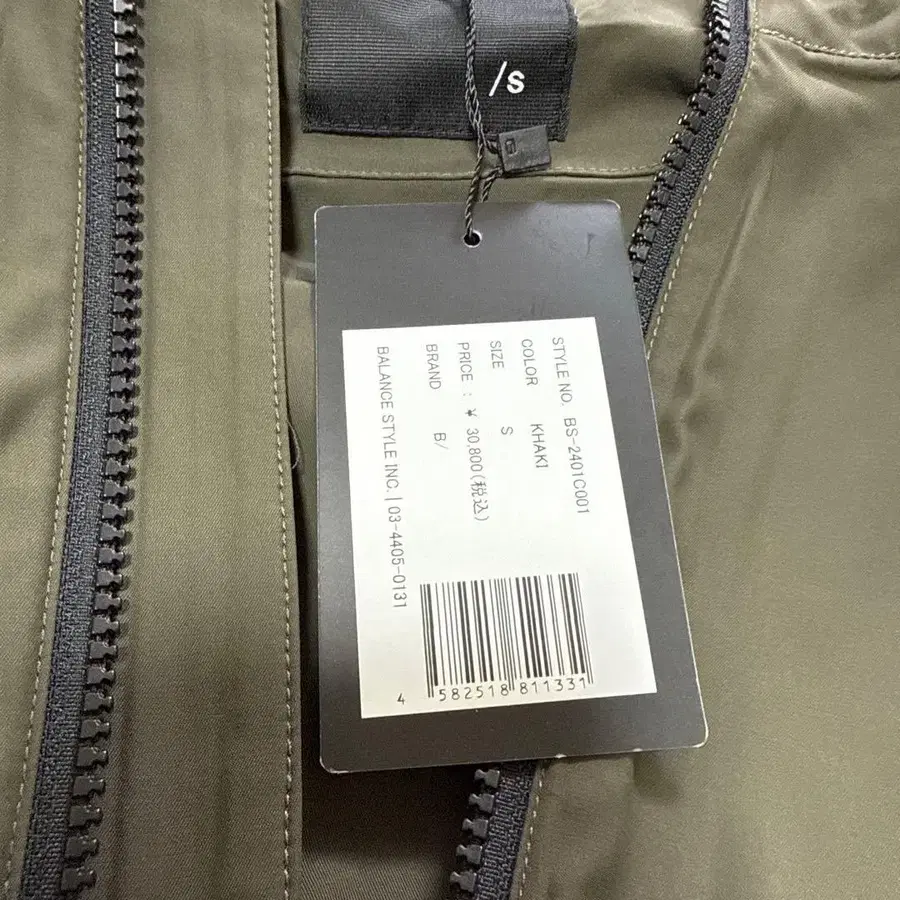 /s
STYLE NO. BS-2401C001
COLOR KHAKI
SIZE S
PRICE : ¥ 30,800(税込)
BRAND B/
BALANCE STYLE INC. | 03-4405-0131
4 582518 811331